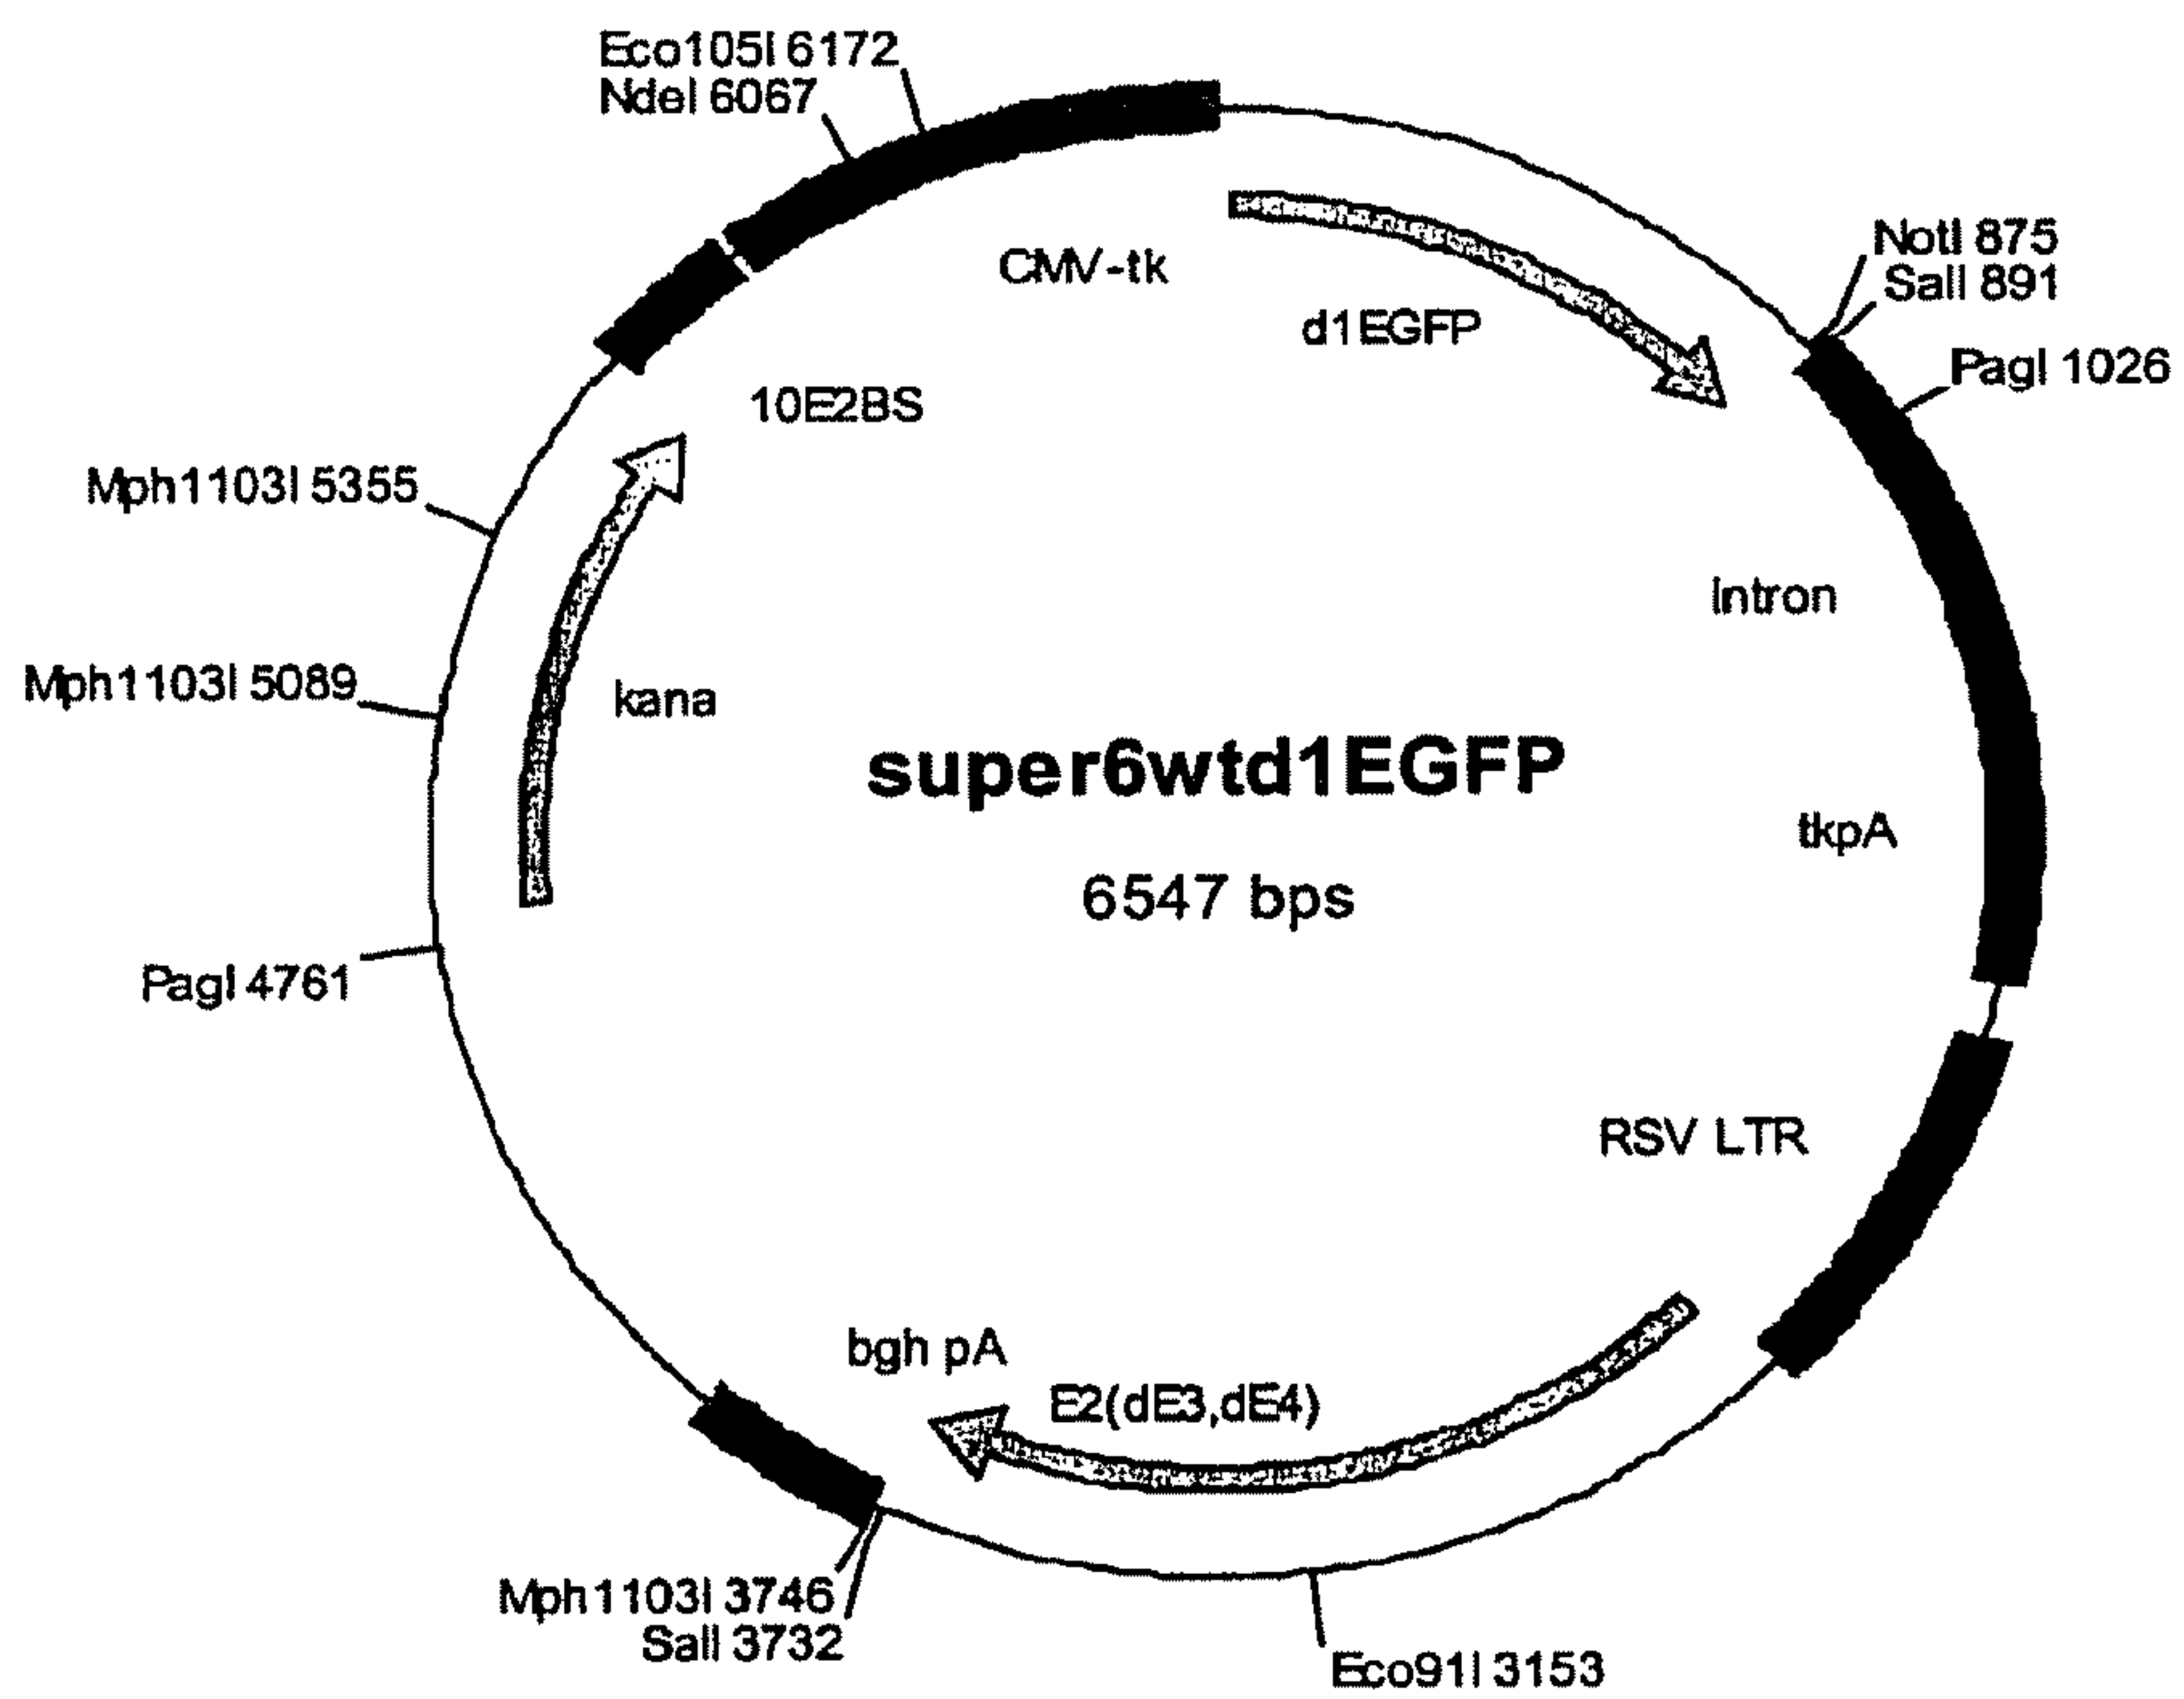 Eco105I 6172
NdeI 6067
NotI 875
SalI 891
CMV-tk
d1EGFP
PagI 1026
10E2BS
Mph1103I 5355
Intron
Mph1103I 5089
kana
super6wtd1EGFP
tkpA
6547 bps
PagI 4761
RSV LTR
bgh pA
E2(dE3,dE4)
Mph1103I 3746
SalI 3732
Eco91I 3153